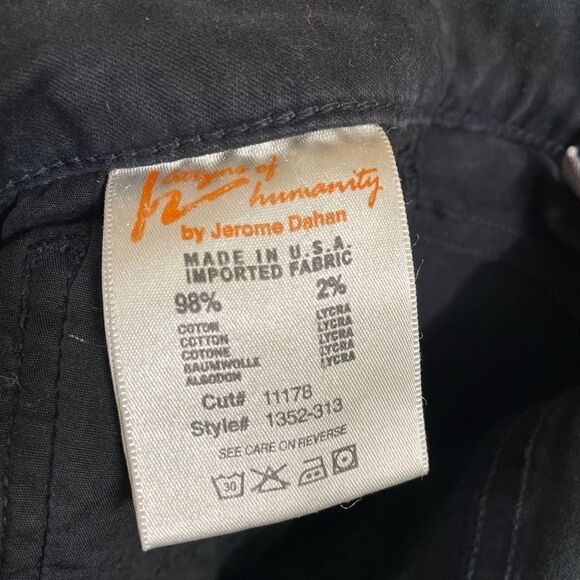 Citizens of
humanity
by Jerome Dahan
MADE IN U.S.A.
IMPORTED FABRIC
98% 2%
COTON LYCRA
COTTON LYCRA
COTONE LYCRA
BAUMWOLLE LYCRA
ALGODON LYCRA
Cut# 11178
Style# 1352-313
SEE CARE ON REVERSE
30